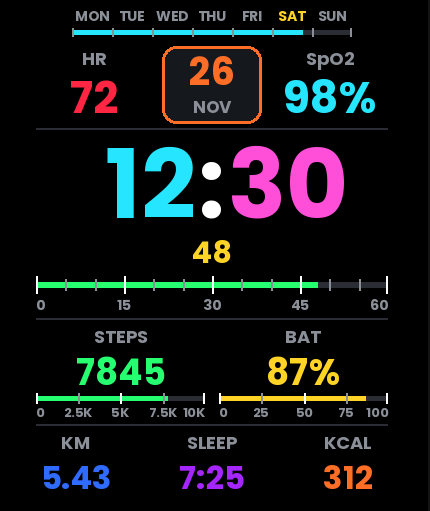 MON TUE WED THU FRI SAT SUN
HR 26 SpO2
72 NOV 98%
12:30
48
0 15 30 45 60
STEPS BAT
7845 87%
0 2.5K 5K 7.5K 10K 0 25 50 75 100
KM SLEEP KCAL
5.43 7:25 312